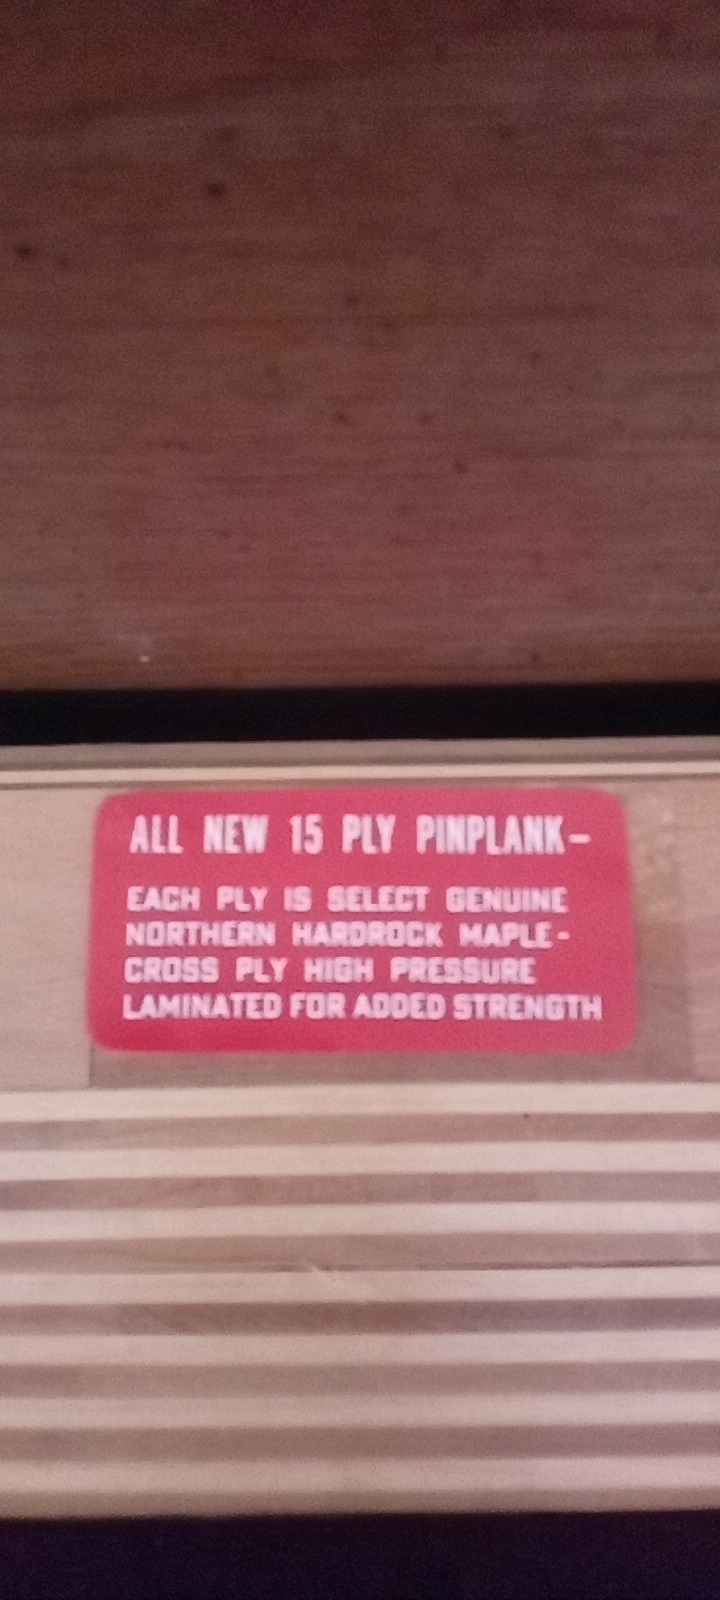 ALL NEW 15 PLY PINPLANK-
EACH PLY IS SELECT GENUINE
NORTHERN HARDROCK MAPLE-
CROSS PLY HIGH PRESSURE
LAMINATED FOR ADDED STRENGTH